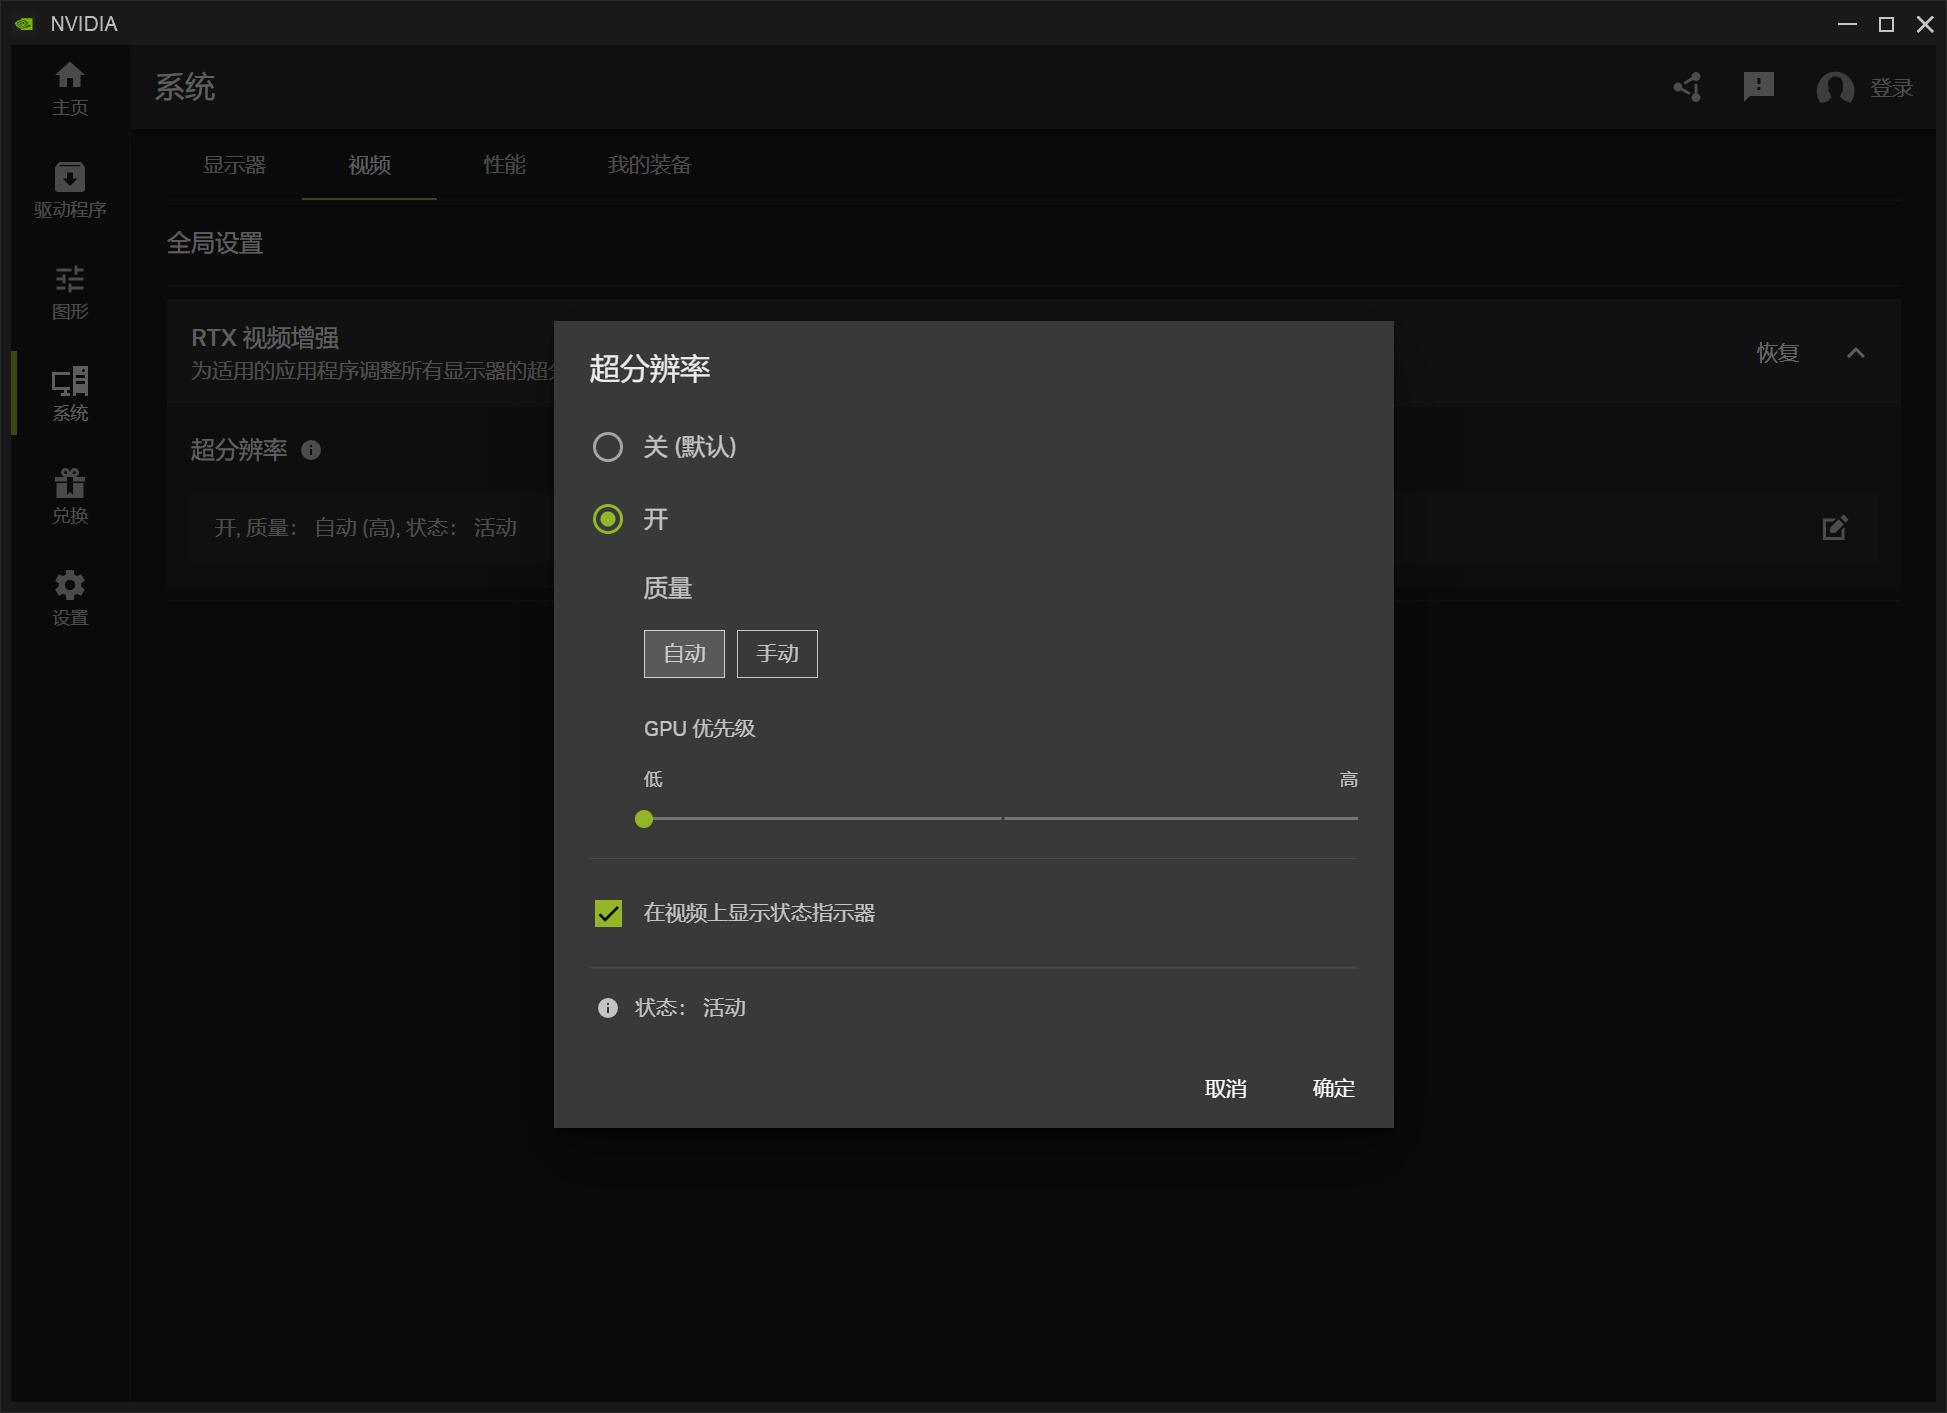 NVIDIA
主页
系统
登录
驱动程序
显示器
视频
性能
我的装备
全局设置
图形
RTX 视频增强
为适用的应用程序调整所有显示器的超
恢复
系统
超分辨率
开, 质量： 自动 (高), 状态： 活动
兑换
设置
超分辨率
关 (默认)
开
质量
自动
手动
GPU 优先级
低
高
在视频上显示状态指示器
状态： 活动
取消
确定